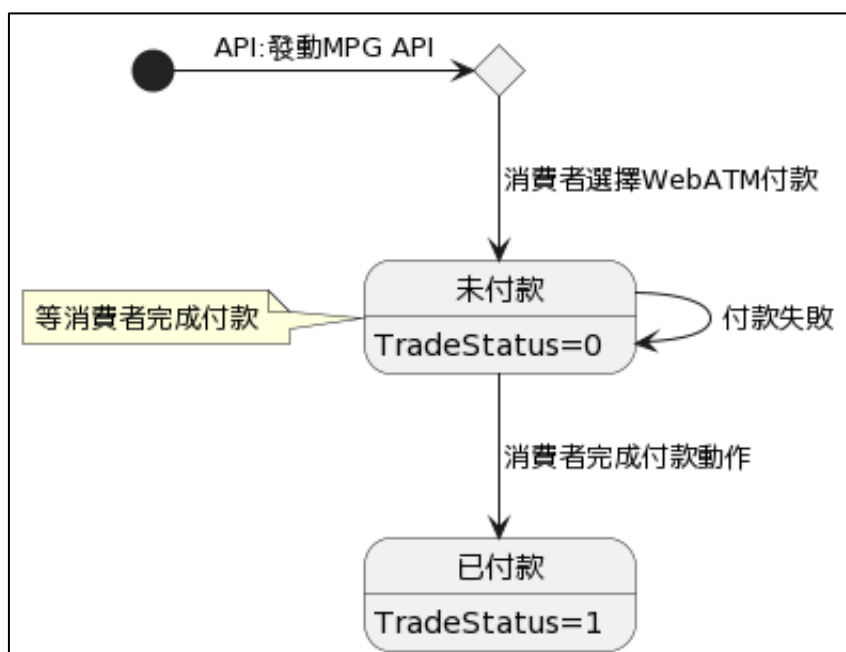 API:發動MPG API
消費者選擇WebATM付款
未付款
等消費者完成付款
TradeStatus=0
付款失敗
消費者完成付款動作
已付款
TradeStatus=1